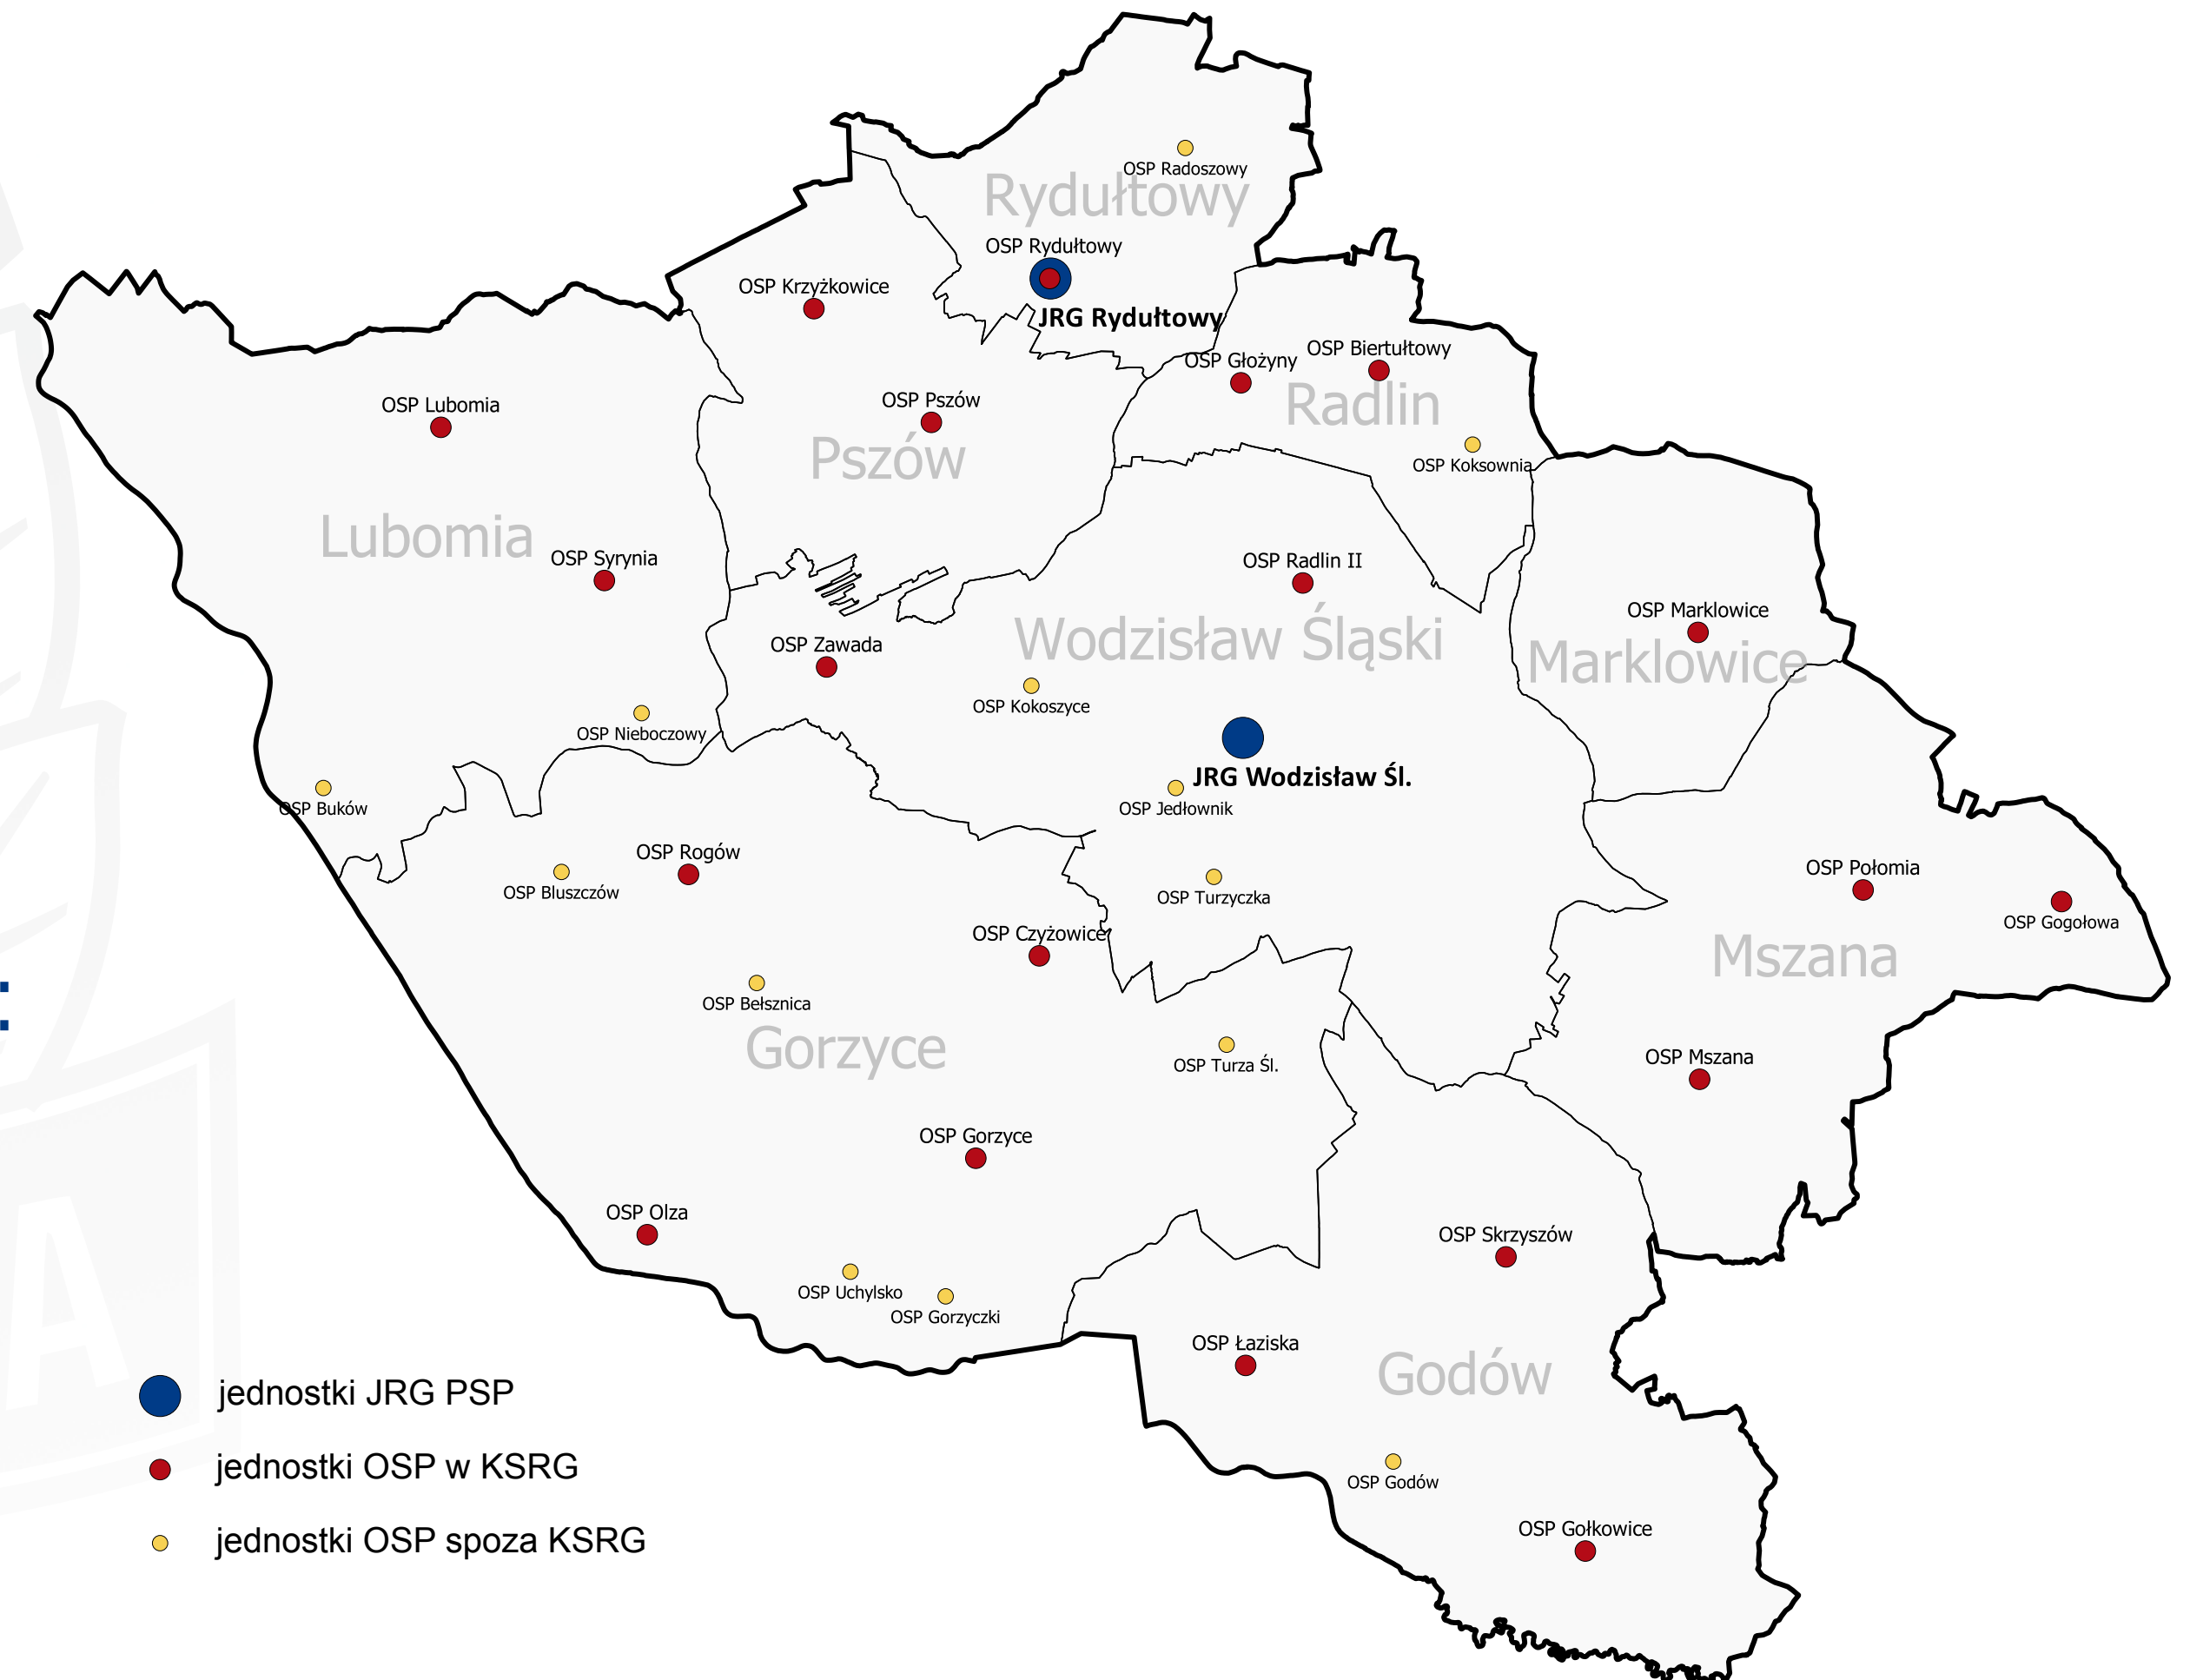 OSP Radoszowy
Rydułtowy
OSP Rydułtowy
JRG Rydułtowy
OSP Krzyżkowice
OSP Głożyny
OSP Biertułtowy
Radlin
OSP Koksownia
OSP Lubomia
OSP Pszów
Pszów
Lubomia
OSP Syrynia
OSP Radlin II
OSP Marklowice
Wodzisław Śląski
Marklowice
OSP Zawada
OSP Kokoszyce
OSP Nieboczowy
JRG Wodzisław Śl.
OSP Buków
OSP Jedłownik
OSP Rogów
OSP Bluszczów
OSP Turzyczka
OSP Połomia
OSP Gogołowa
OSP Czyżowice
Mszana
OSP Bełsznica
Gorzyce
OSP Turza Śl.
OSP Mszana
OSP Gorzyce
OSP Olza
OSP Skrzyszów
OSP Uchylsko
OSP Gorzyczki
OSP Łaziska
Godów
OSP Godów
OSP Gołkowice
jednostki JRG PSP
jednostki OSP w KSRG
jednostki OSP spoza KSRG
A